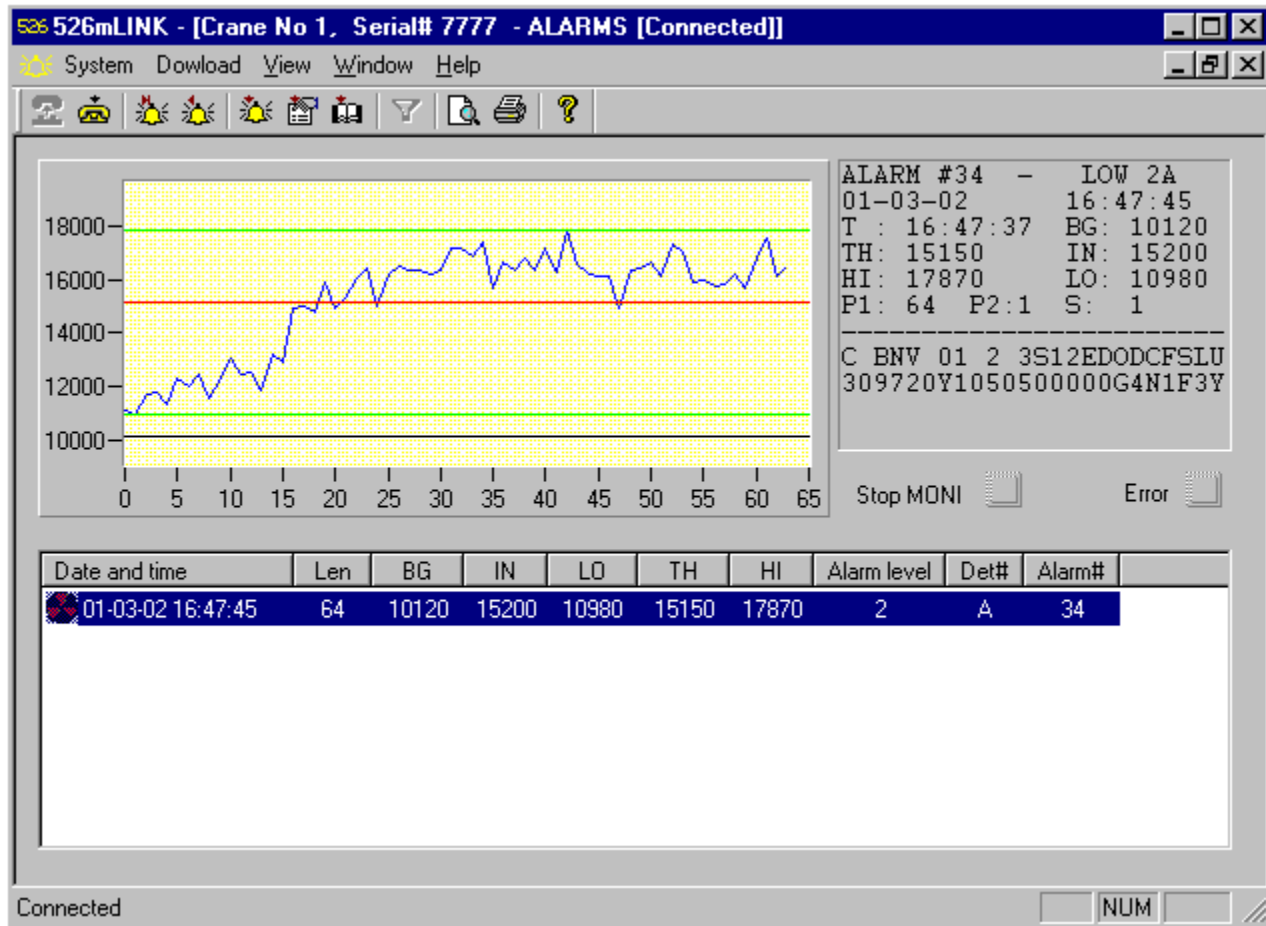 526 526mLINK - [Crane No 1, Serial# 7777 - ALARMS [Connected]]
System Dowload View Window Help
18000
16000
14000
12000
10000
0 5 10 15 20 25 30 35 40 45 50 55 60 65
ALARM #34 – LOW 2A
01–03–02 16:47:45
T : 16:47:37 BG: 10120
TH: 15150 IN: 15200
HI: 17870 LO: 10980
P1: 64 P2:1 S: 1
--------------------------
C BNV 01 2 3S12EDODCFSLU
309720Y1050500000G4N1F3Y
Stop MONI Error
Date and time Len BG IN LO TH HI Alarm level Det# Alarm#
01-03-02 16:47:45 64 10120 15200 10980 15150 17870 2 A 34
Connected NUM